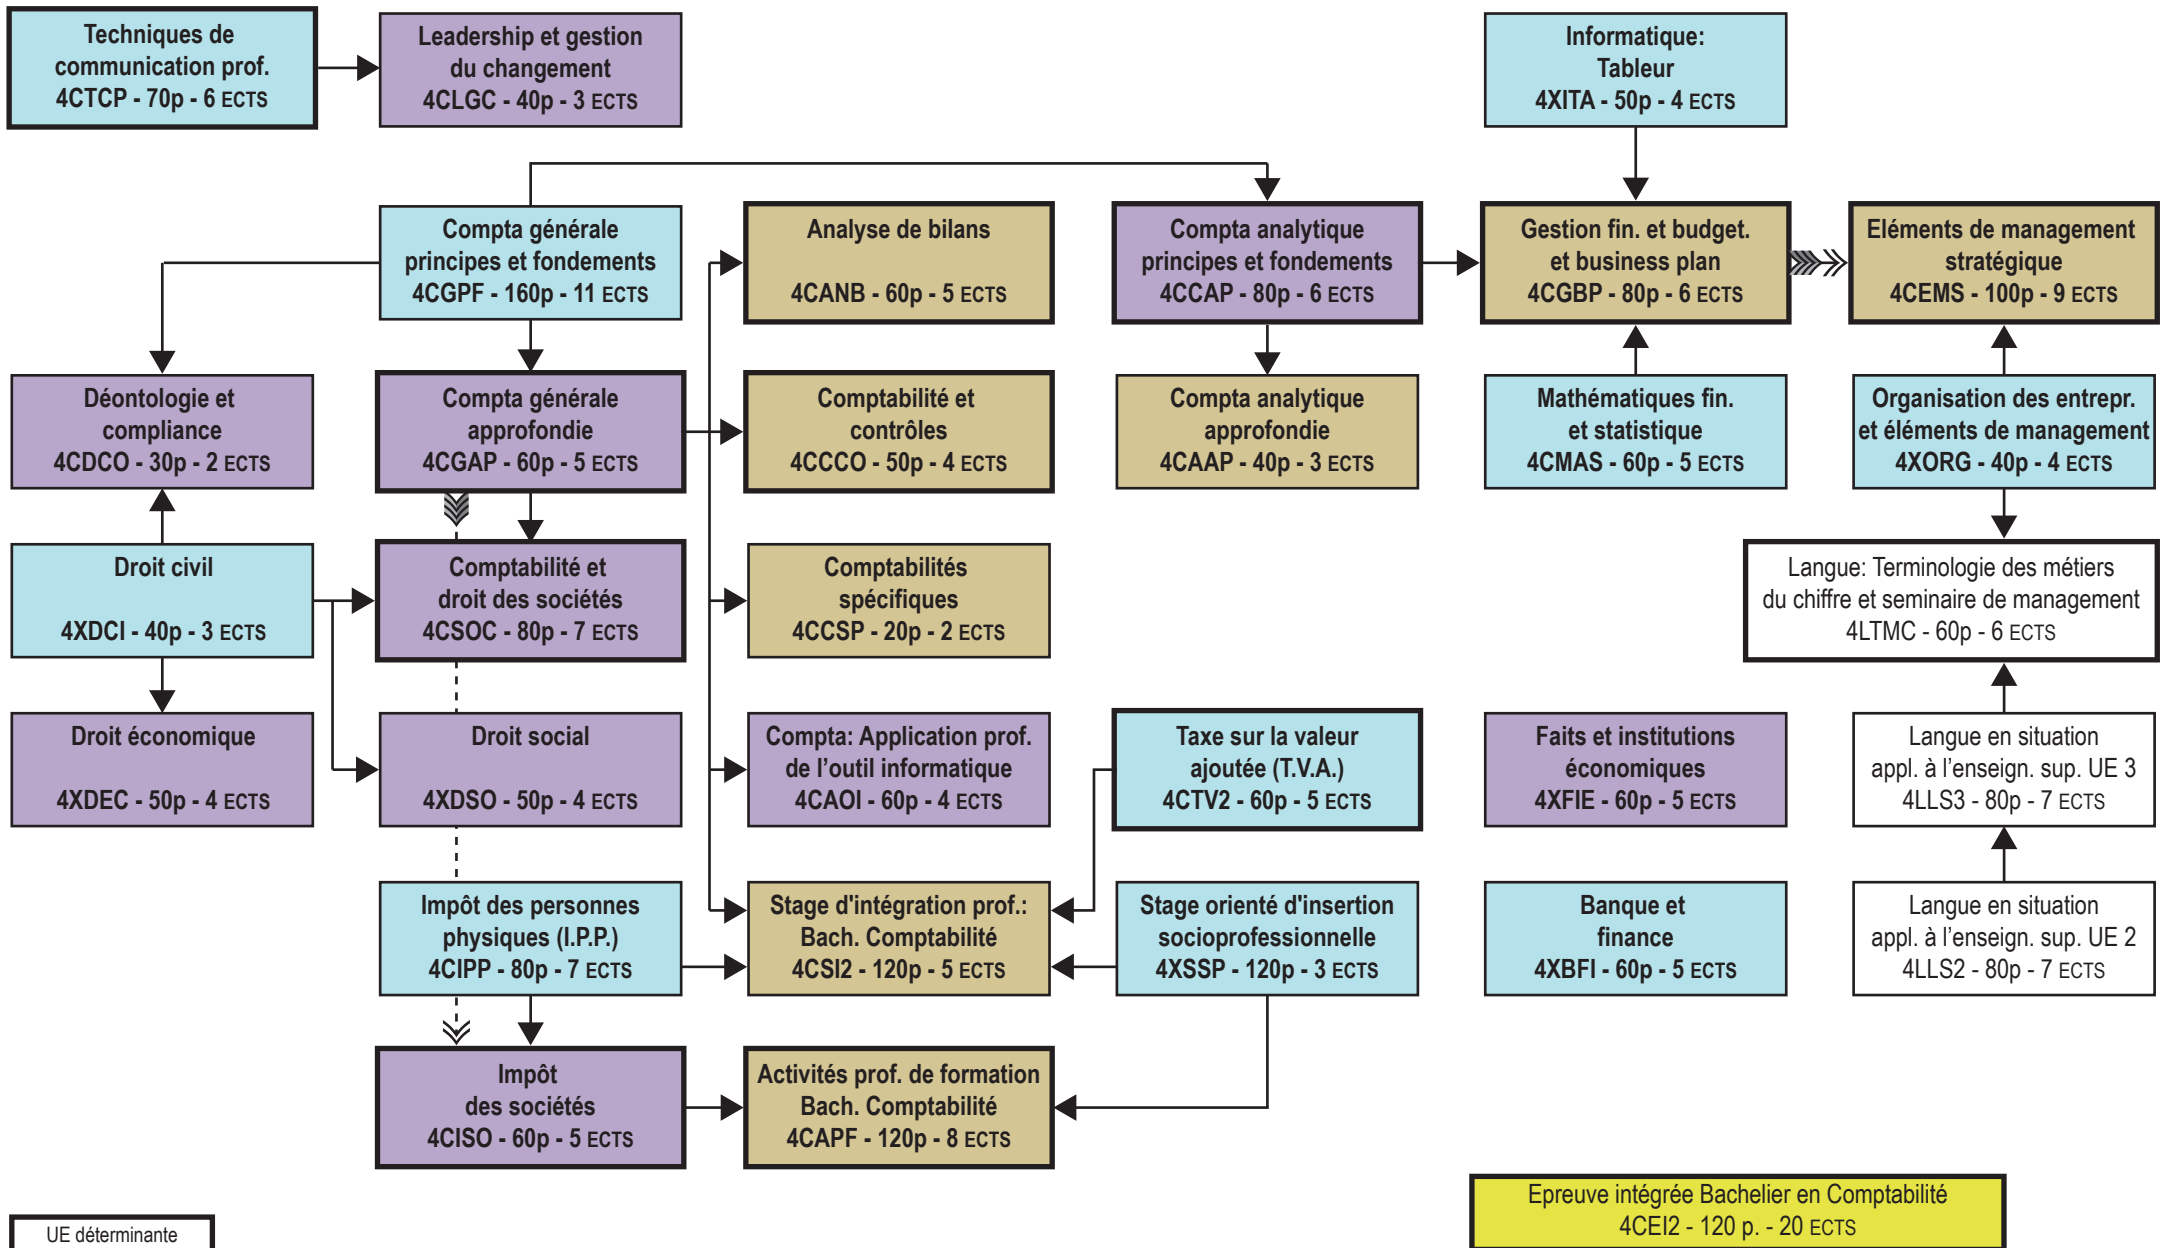 Techniques de
communication prof.
4CTCP - 70p - 6 ECTS
Leadership et gestion
du changement
4CLGC - 40p - 3 ECTS
Informatique:
Tableur
4XITA - 50p - 4 ECTS
Compta générale
principes et fondements
4CGPF - 160p - 11 ECTS
Analyse de bilans
4CANB - 60p - 5 ECTS
Compta analytique
principes et fondements
4CCAP - 80p - 6 ECTS
Gestion fin. et budget.
et business plan
4CGBP - 80p - 6 ECTS
Eléments de management
stratégique
4CEMS - 100p - 9 ECTS
Déontologie et
compliance
4CDCO - 30p - 2 ECTS
Compta générale
approfondie
4CGAP - 60p - 5 ECTS
Comptabilité et
contrôles
4CCCO - 50p - 4 ECTS
Compta analytique
approfondie
4CAAP - 40p - 3 ECTS
Mathématiques fin.
et statistique
4CMAS - 60p - 5 ECTS
Organisation des entrepr.
et éléments de management
4XORG - 40p - 4 ECTS
Droit civil
4XDCI - 40p - 3 ECTS
Comptabilité et
droit des sociétés
4CSOC - 80p - 7 ECTS
Comptabilités
spécifiques
4CCSP - 20p - 2 ECTS
Langue: Terminologie des métiers
du chiffre et seminaire de management
4LTMC - 60p - 6 ECTS
Droit économique
4XDEC - 50p - 4 ECTS
Droit social
4XDSO - 50p - 4 ECTS
Compta: Application prof.
de l’outil informatique
4CAOI - 60p - 4 ECTS
Taxe sur la valeur
ajoutée (T.V.A.)
4CTV2 - 60p - 5 ECTS
Faits et institutions
économiques
4XFIE - 60p - 5 ECTS
Langue en situation
appl. à l’enseign. sup. UE 3
4LLS3 - 80p - 7 ECTS
Impôt des personnes
physiques (I.P.P.)
4CIPP - 80p - 7 ECTS
Stage d'intégration prof.:
Bach. Comptabilité
4CSI2 - 120p - 5 ECTS
Stage orienté d'insertion
socioprofessionnelle
4XSSP - 120p - 3 ECTS
Banque et
finance
4XBFI - 60p - 5 ECTS
Langue en situation
appl. à l’enseign. sup. UE 2
4LLS2 - 80p - 7 ECTS
Impôt
des sociétés
4CISO - 60p - 5 ECTS
Activités prof. de formation
Bach. Comptabilité
4CAPF - 120p - 8 ECTS
Epreuve intégrée Bachelier en Comptabilité
4CEI2 - 120 p. - 20 ECTS
UE déterminante